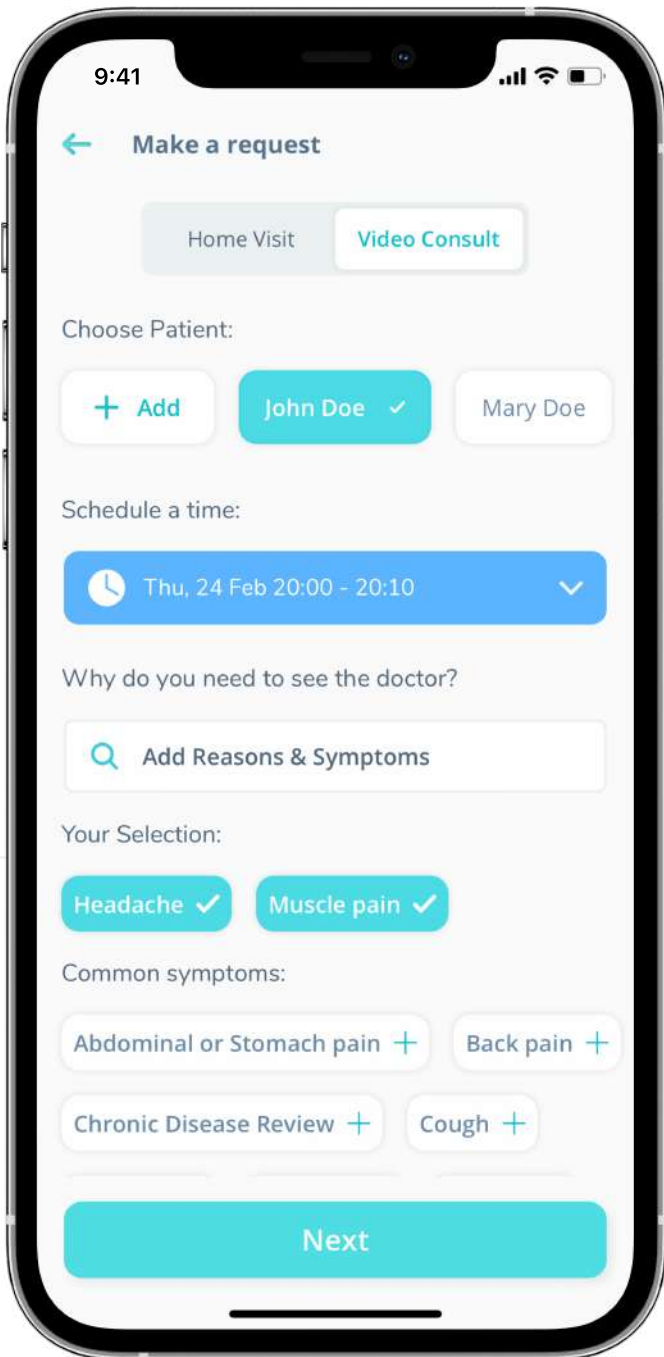 9:41
Make a request
Home Visit Video Consult
Choose Patient:
+ Add John Doe Mary Doe
Schedule a time:
Thu, 24 Feb 20:00 - 20:10
Why do you need to see the doctor?
Add Reasons & Symptoms
Your Selection:
Headache Muscle pain
Common symptoms:
Abdominal or Stomach pain + Back pain +
Chronic Disease Review + Cough +
Next